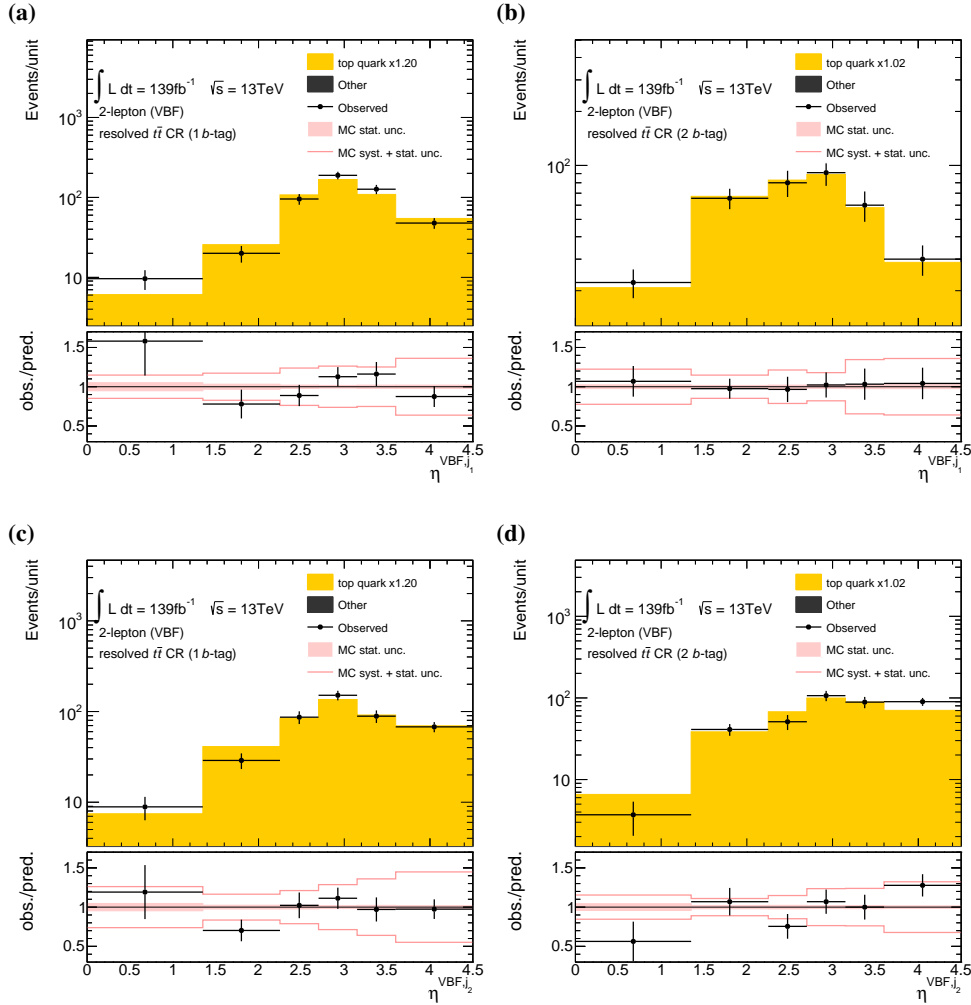 (a)
Events/unit
10³
10²
10
∫ L dt = 139fb⁻¹ √s = 13TeV
2-lepton (VBF)
resolved tt̄ CR (1 b-tag)
top quark x1.20
Other
Observed
MC stat. unc.
MC syst. + stat. unc.
obs./pred.
1.5
1
0.5
0 0.5 1 1.5 2 2.5 3 3.5 4 4.5
η^VBF,j₁
(b)
Events/unit
10²
∫ L dt = 139fb⁻¹ √s = 13TeV
2-lepton (VBF)
resolved tt̄ CR (2 b-tag)
top quark x1.02
Other
Observed
MC stat. unc.
MC syst. + stat. unc.
obs./pred.
1.5
1
0.5
0 0.5 1 1.5 2 2.5 3 3.5 4 4.5
η^VBF,j₁
(c)
Events/unit
10³
10²
10
∫ L dt = 139fb⁻¹ √s = 13TeV
2-lepton (VBF)
resolved tt̄ CR (1 b-tag)
top quark x1.20
Other
Observed
MC stat. unc.
MC syst. + stat. unc.
obs./pred.
1.5
1
0.5
0 0.5 1 1.5 2 2.5 3 3.5 4 4.5
η^VBF,j₂
(d)
Events/unit
10³
10²
10
∫ L dt = 139fb⁻¹ √s = 13TeV
2-lepton (VBF)
resolved tt̄ CR (2 b-tag)
top quark x1.02
Other
Observed
MC stat. unc.
MC syst. + stat. unc.
obs./pred.
1.5
1
0.5
0 0.5 1 1.5 2 2.5 3 3.5 4 4.5
η^VBF,j₂